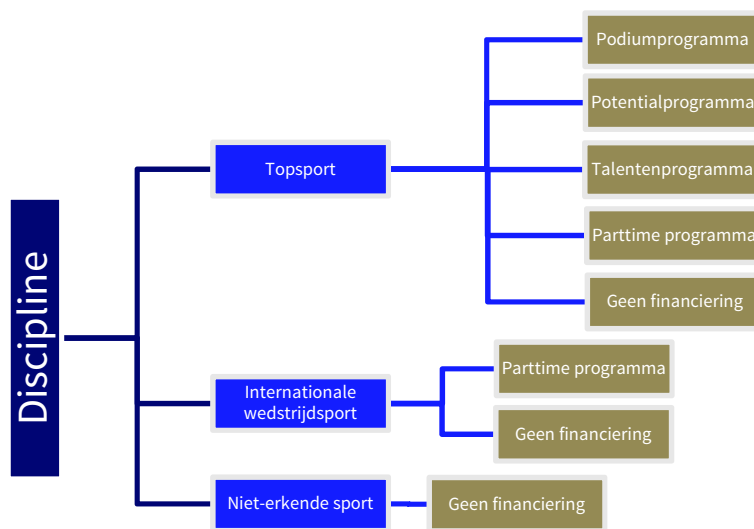 Discipline
Topsport
Podiumprogramma
Potentialprogramma
Talentenprogramma
Parttime programma
Geen financiering
Internationale
wedstrijdsport
Parttime programma
Geen financiering
Niet-erkende sport
Geen financiering